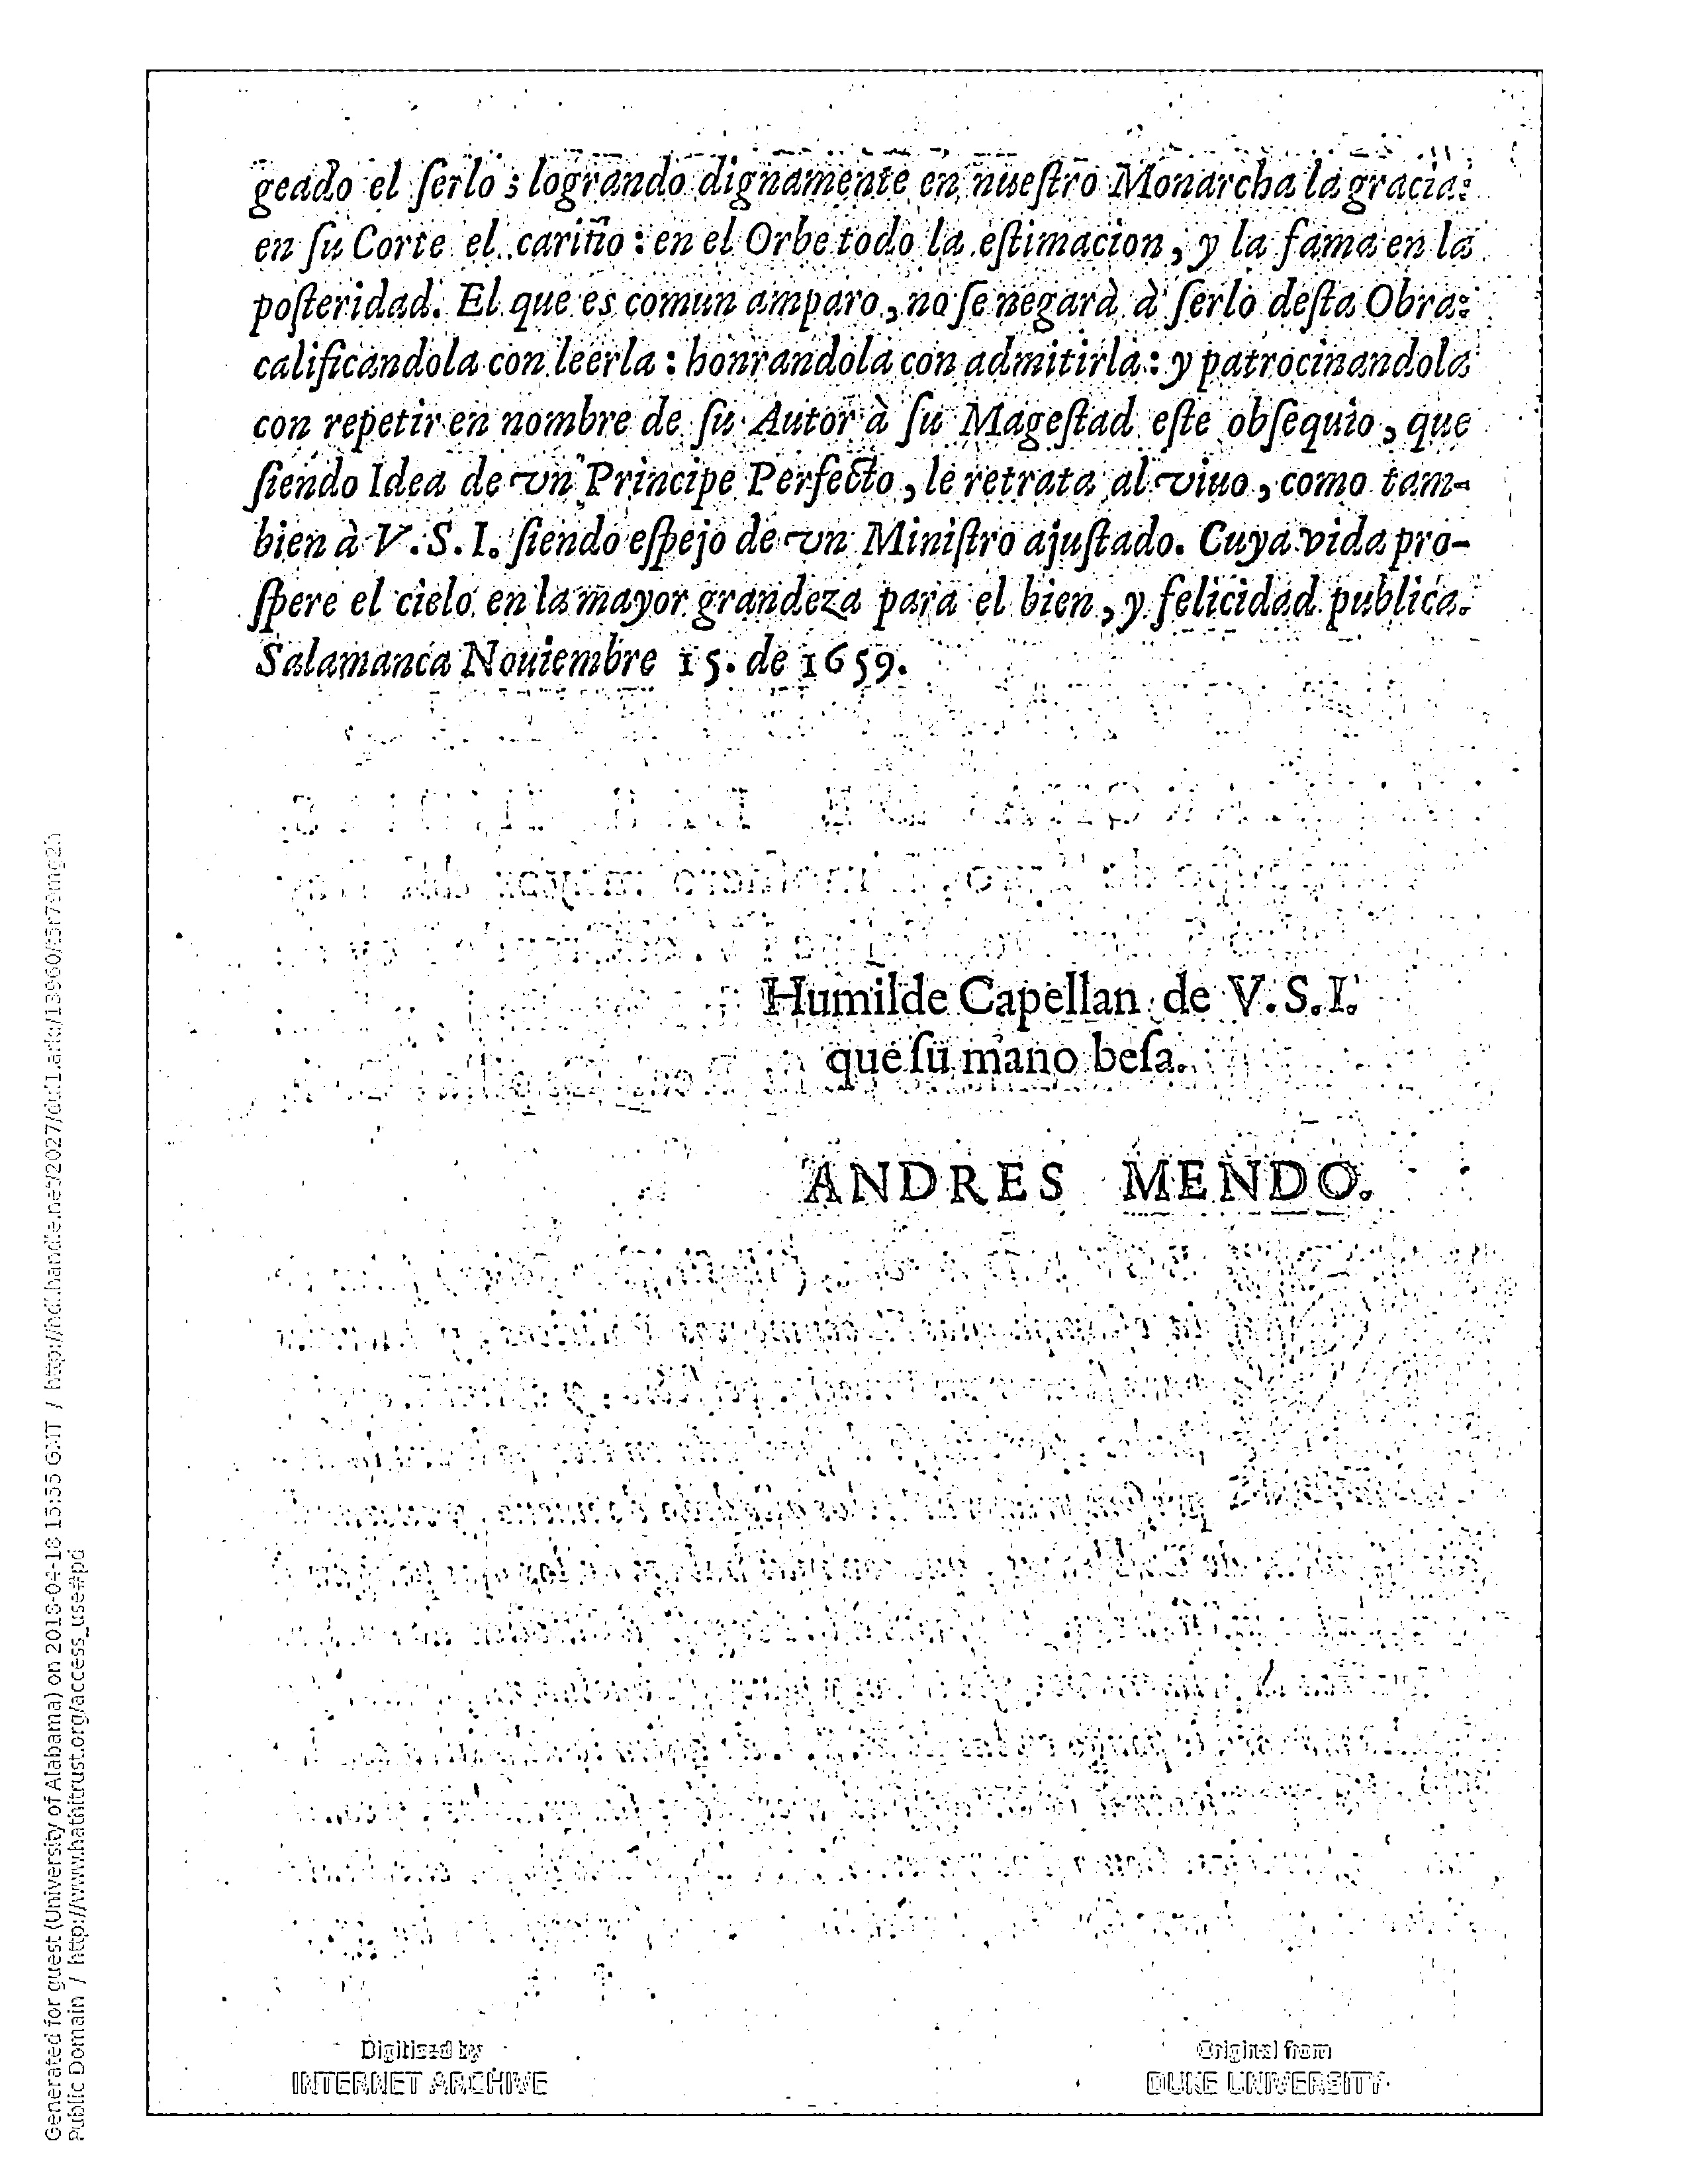 geado el ſerlo : logrando dignamente en nueſtro Monarcha la gracia:
en ſu Corte el cariño : en el Orbe todo la eſtimacion, y la fama en la
poſteridad. El que es comun amparo, no ſe negarà à ſerlo deſta Obra:
calificandola con leerla : honrandola con admitirla : y patrocinandola
con repetir en nombre de ſu Autor à ſu Mageſtad eſte obſequio, que
ſiendo Idea de vn Principe Perfecto, le retrata al viuo, como tam-
bien à V. S. I. ſiendo eſpejo de vn Miniſtro ajuſtado. Cuya vida pro-
ſpere el cielo en la mayor grandeza para el bien, y felicidad publica.
Salamanca Nouiembre 15. de 1659.
Humilde Capellan de V. S. I.
que ſu mano beſa.
ANDRES MENDO.
Digitized by
INTERNET ARCHIVE
Original from
DUKE UNIVERSITY
Generated for guest (University of Alabama) on 2018-04-18 15:55 GMT / http://hdl.handle.net/2027/
Public Domain / http://www.hathitrust.org/access_use#pd